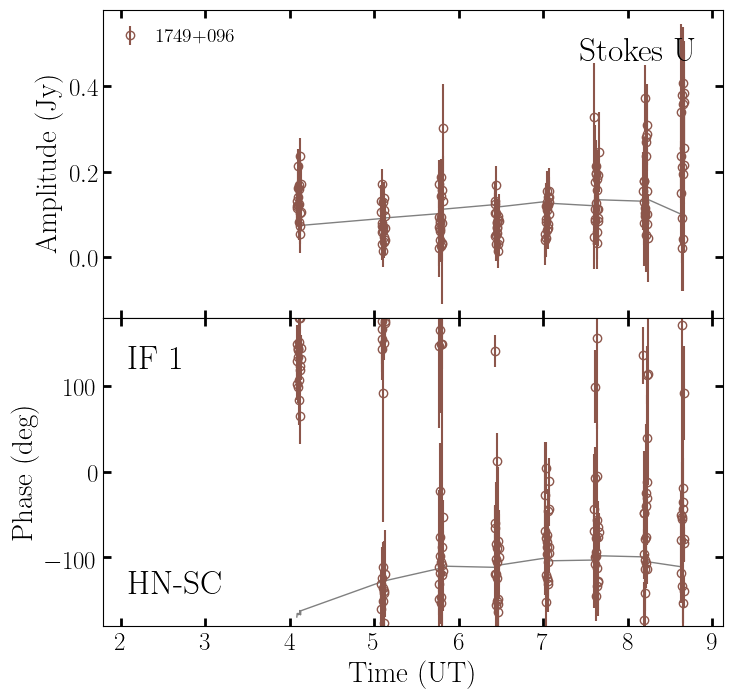 1749+096
Stokes U
Amplitude (Jy)
0.4
0.2
0.0
IF 1
HN-SC
Phase (deg)
100
0
−100
2 3 4 5 6 7 8 9
Time (UT)